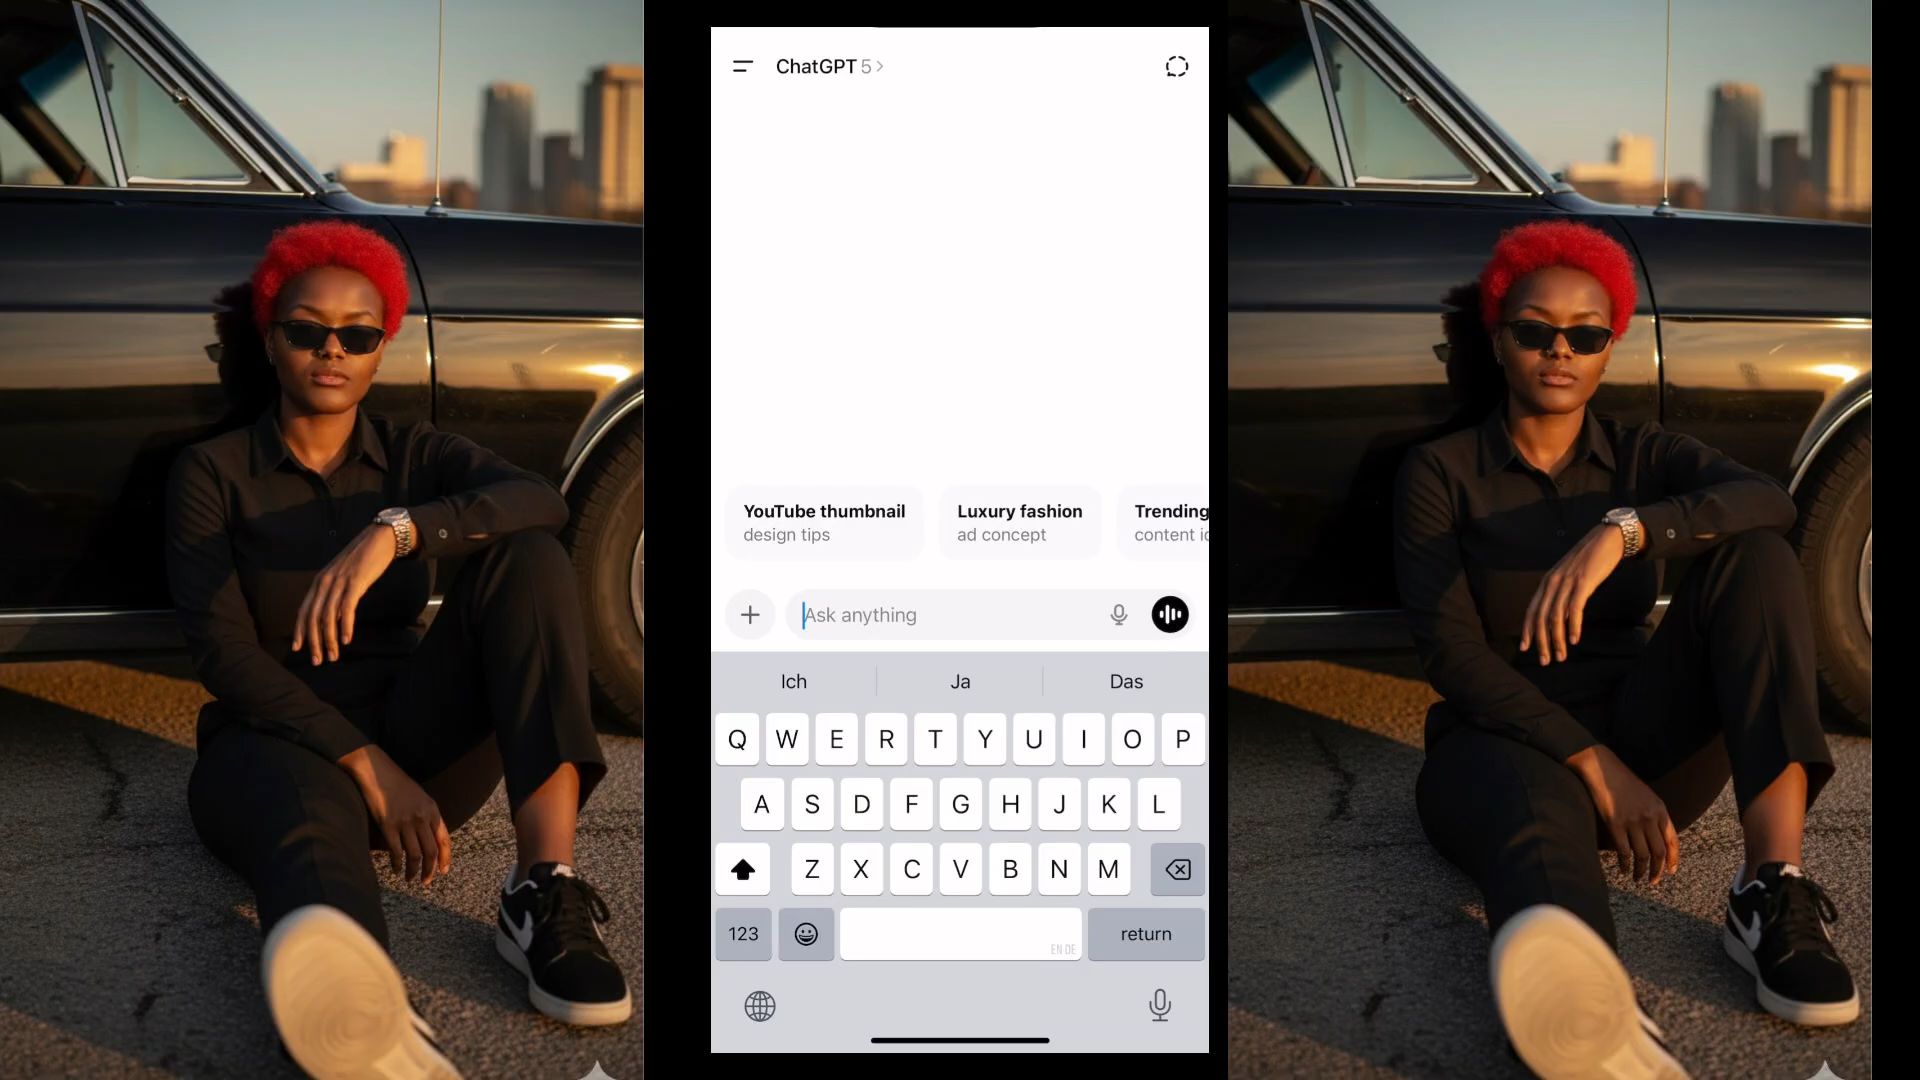 ChatGPT 5 >
YouTube thumbnail
design tips
Luxury fashion
ad concept
Trending
content
Ask anything
Ich Ja Das
Q W E R T Y U I O P
A S D F G H J K L
Z X C V B N M
123 EN DE return